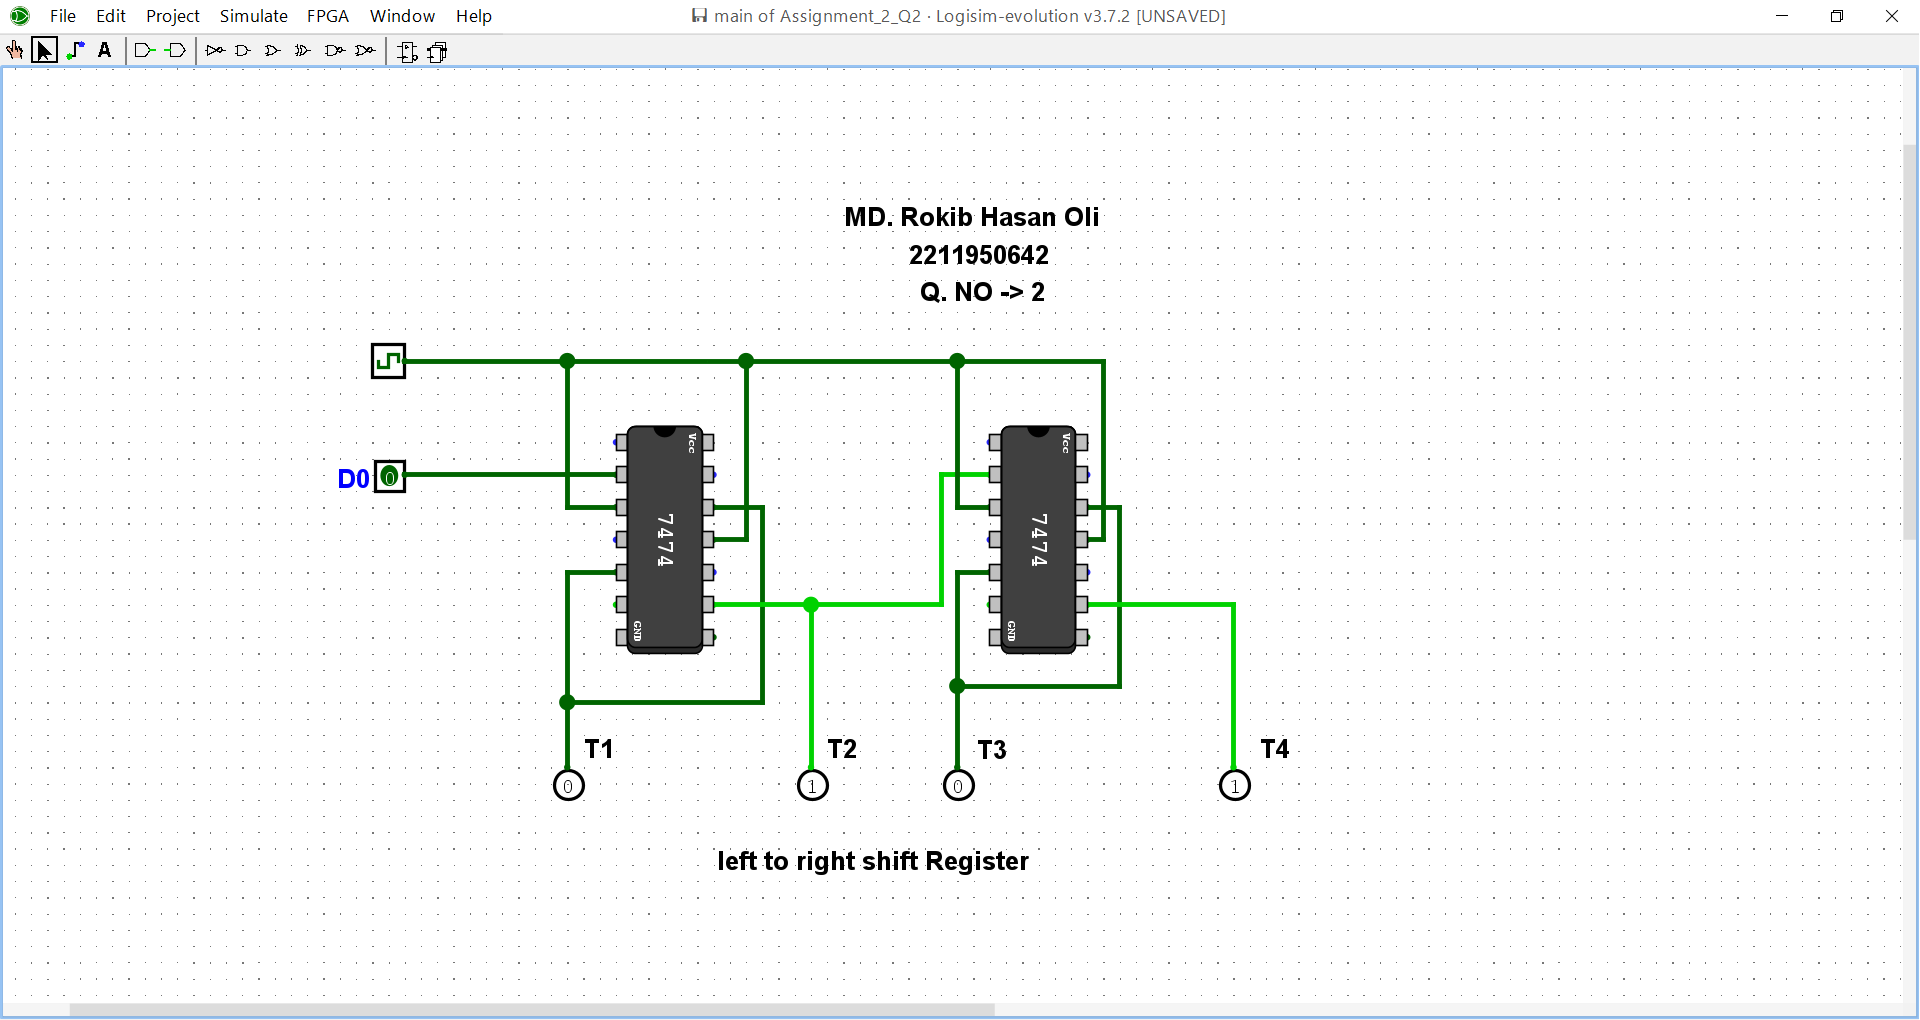 File Edit Project Simulate FPGA Window Help
main of Assignment_2_Q2 · Logisim-evolution v3.7.2 [UNSAVED]
A
MD. Rokib Hasan Oli
2211950642
Q. NO -> 2
D0 0
Vcc
7474
GND
Vcc
7474
GND
T1 T2 T3 T4
0 1 0 1
left to right shift Register